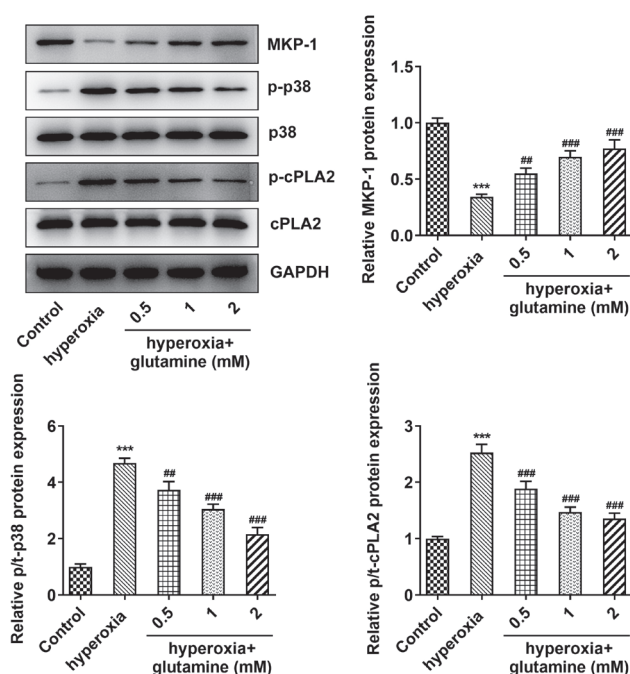 MKP-1
p-p38
p38
p-cPLA2
cPLA2
GAPDH
Control
hyperoxia
0.5
1
2
hyperoxia+
glutamine (mM)
Relative MKP-1 protein expression
1.5
1.0
0.5
0.0
***
##
###
###
Control
hyperoxia
0.5
1
2
hyperoxia+
glutamine (mM)
Relative p/t-p38 protein expression
6
4
2
0
***
##
###
###
Control
hyperoxia
0.5
1
2
hyperoxia+
glutamine (mM)
Relative p/t-cPLA2 protein expression
3
2
1
0
***
###
###
###
Control
hyperoxia
0.5
1
2
hyperoxia+
glutamine (mM)